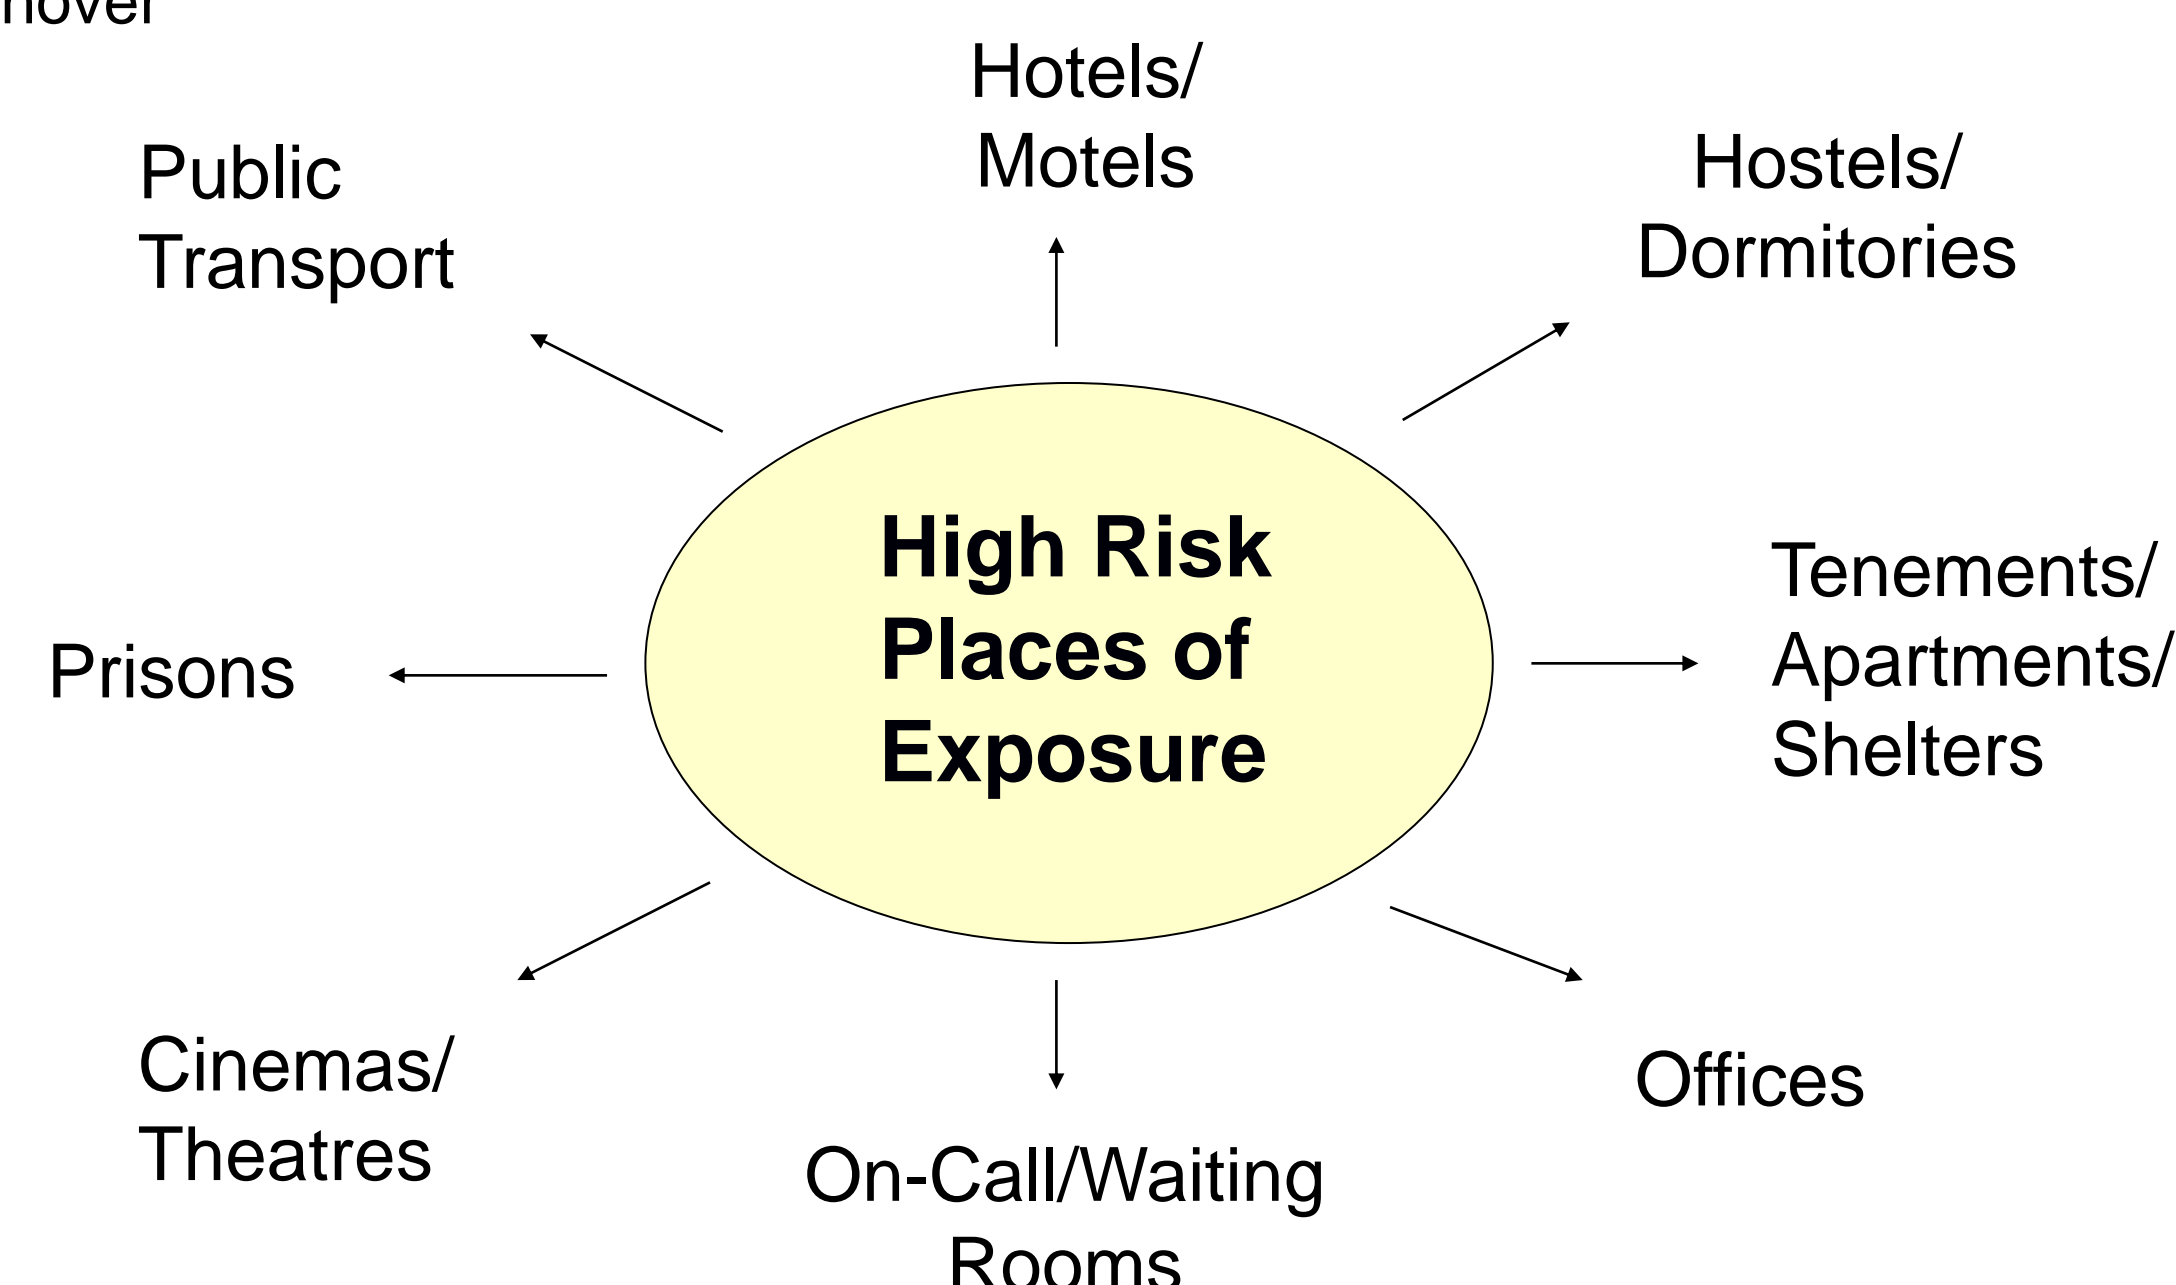 nover
Hotels/
Motels
Public
Transport
Hostels/
Dormitories
High Risk
Places of
Exposure
Tenements/
Apartments/
Shelters
Prisons
Cinemas/
Theatres
Offices
On-Call/Waiting
Rooms